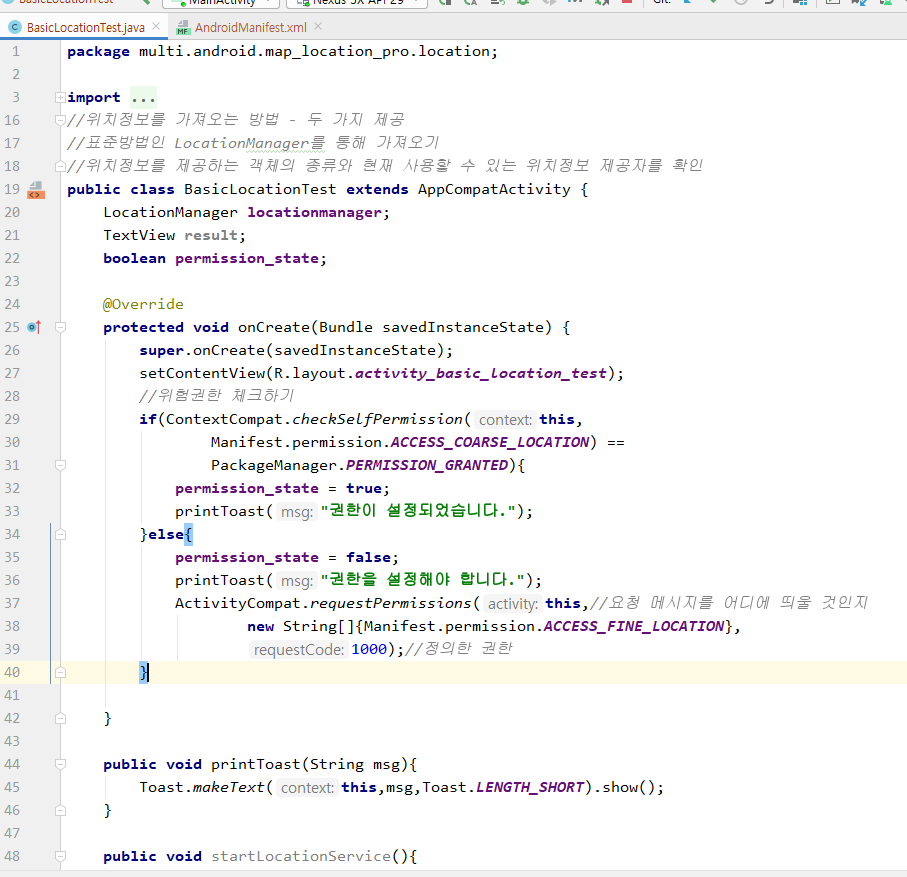 BasicLocationTest MainActivity Nexus 5X API 29 Git:
BasicLocationTest.java AndroidManifest.xml
1 package multi.android.map_location_pro.location;
2
3 import ...
16 //위치정보를 가져오는 방법 - 두 가지 제공
17 //표준방법인 LocationManager를 통해 가져오기
18 //위치정보를 제공하는 객체의 종류와 현재 사용할 수 있는 위치정보 제공자를 확인
19 public class BasicLocationTest extends AppCompatActivity {
20 LocationManager locationmanager;
21 TextView result;
22 boolean permission_state;
23
24 @Override
25 protected void onCreate(Bundle savedInstanceState) {
26 super.onCreate(savedInstanceState);
27 setContentView(R.layout.activity_basic_location_test);
28 //위험권한 체크하기
29 if(ContextCompat.checkSelfPermission( context: this,
30 Manifest.permission.ACCESS_COARSE_LOCATION) ==
31 PackageManager.PERMISSION_GRANTED){
32 permission_state = true;
33 printToast( msg: "권한이 설정되었습니다.");
34 }else{
35 permission_state = false;
36 printToast( msg: "권한을 설정해야 합니다.");
37 ActivityCompat.requestPermissions( activity: this,//요청 메시지를 어디에 띄울 것인지
38 new String[]{Manifest.permission.ACCESS_FINE_LOCATION},
39 requestCode: 1000);//정의한 권한
40 }
41
42 }
43
44 public void printToast(String msg){
45 Toast.makeText( context: this,msg,Toast.LENGTH_SHORT).show();
46 }
47
48 public void startLocationService(){